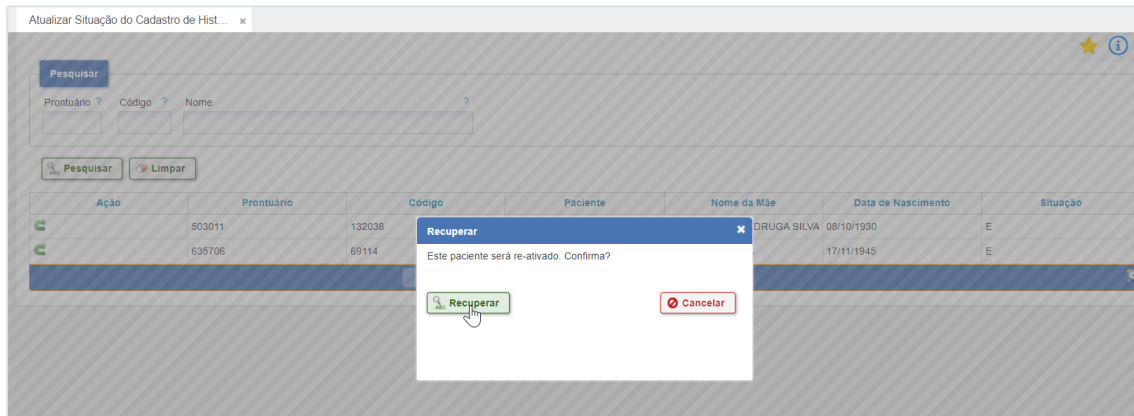 Atualizar Situação do Cadastro de Hist...
Pesquisar
Prontuário ? Código ? Nome ?
Pesquisar Limpar
Ação Prontuário Código Paciente Nome da Mãe Data de Nascimento Situação
503011 132038 DRUGA SILVA 08/10/1930 E
635706 69114 17/11/1945 E
Recuperar
Este paciente será re-ativado. Confirma?
Recuperar Cancelar